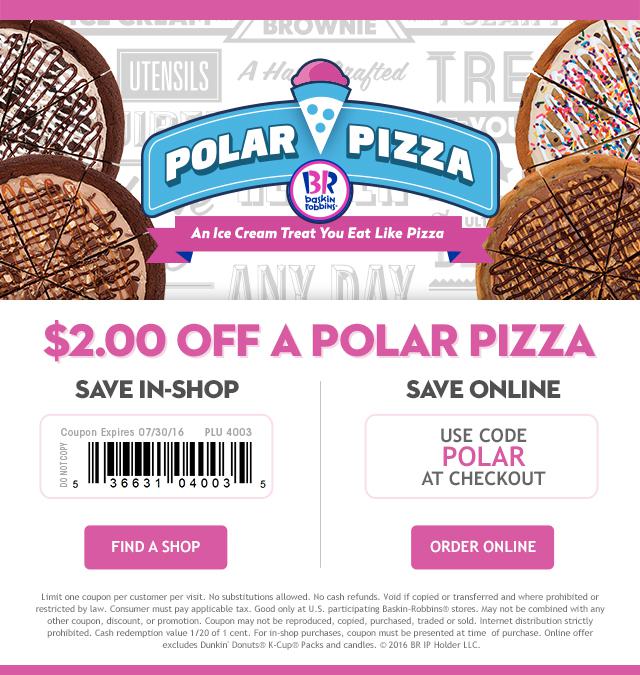 ICE CREAM
BROWNIE
UTENSILS
TRE
YOU
POLAR PIZZA
BR
baskin
robbins
An Ice Cream Treat You Eat Like Pizza
ANY DAY
$2.00 OFF A POLAR PIZZA
SAVE IN-SHOP
Coupon Expires 07/30/16 PLU 4003
DO NOT COPY
5 36631 04003 5
FIND A SHOP
SAVE ONLINE
USE CODE
POLAR
AT CHECKOUT
ORDER ONLINE
Limit one coupon per customer per visit. No substitutions allowed. No cash refunds. Void if copied or transferred and where prohibited or
restricted by law. Consumer must pay applicable tax. Good only at U.S. participating Baskin-Robbins® stores. May not be combined with any
other coupon, discount, or promotion. Coupon may not be reproduced, copied, purchased, traded or sold. Internet distribution strictly
prohibited. Cash redemption value 1/20 of 1 cent. For in-shop purchases, coupon must be presented at time of purchase. Online offer
excludes Dunkin' Donuts® K-Cup® Packs and candles. © 2016 BR IP Holder LLC.